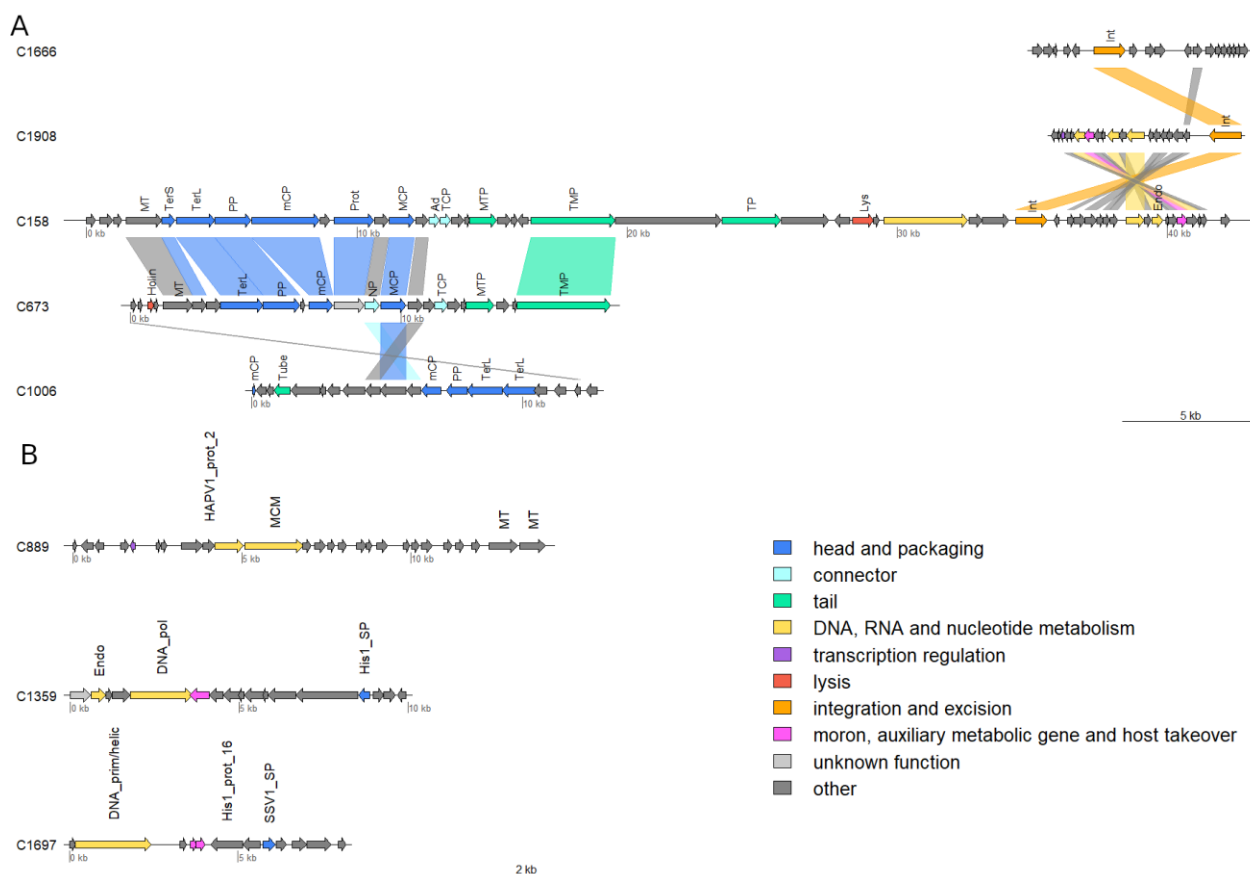 A
C1666
Int
C1908
Int
C158
MT TerS TerL PP mCP Prot MCP Ad TCP MTP TMP TP Lys Int Endo
0 kb 10 kb 20 kb 30 kb 40 kb
C673
Holin MT TerL PP mCP NP MCP TCP MTP TMP
0 kb 10 kb
C1006
mCP Tube mCP PP TerL TerL
0 kb 10 kb
5 kb
B
C889
HAPV1_prot_2 MCM MT MT
0 kb 5 kb 10 kb
C1359
Endo DNA_pol His1_SP
0 kb 5 kb 10 kb
C1697
DNA_prim/helic His1_prot_16 SSV1_SP
0 kb 5 kb
2 kb
head and packaging
connector
tail
DNA, RNA and nucleotide metabolism
transcription regulation
lysis
integration and excision
moron, auxiliary metabolic gene and host takeover
unknown function
other